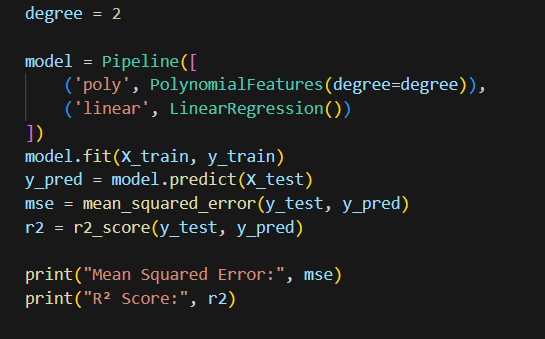 degree = 2
model = Pipeline([
    ('poly', PolynomialFeatures(degree=degree)),
    ('linear', LinearRegression())
])
model.fit(X_train, y_train)
y_pred = model.predict(X_test)
mse = mean_squared_error(y_test, y_pred)
r2 = r2_score(y_test, y_pred)
print("Mean Squared Error:", mse)
print("R² Score:", r2)